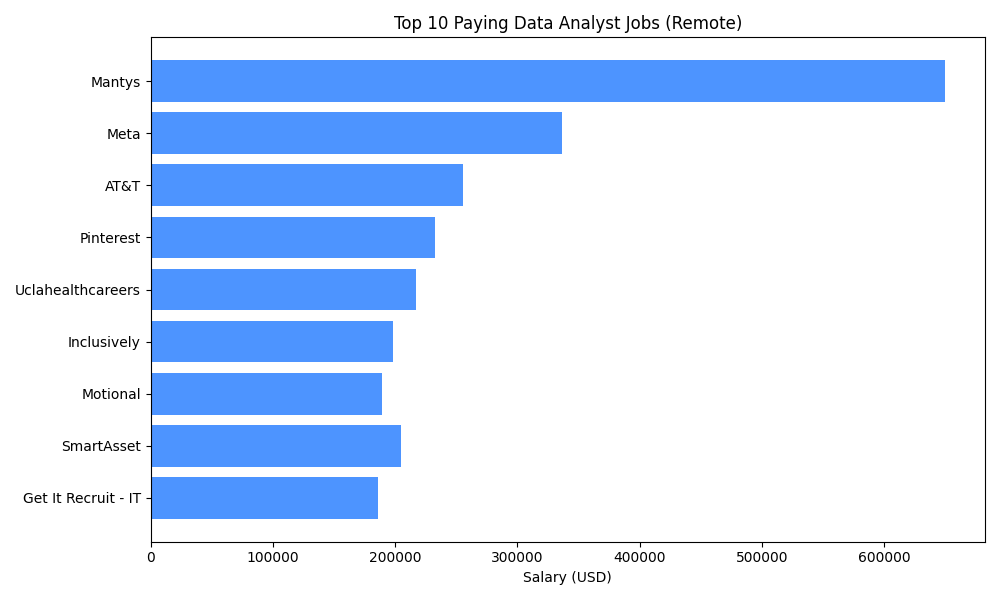 Top 10 Paying Data Analyst Jobs (Remote)
Mantys
Meta
AT&T
Pinterest
Uclahealthcareers
Inclusively
Motional
SmartAsset
Get It Recruit - IT
0 100000 200000 300000 400000 500000 600000
Salary (USD)